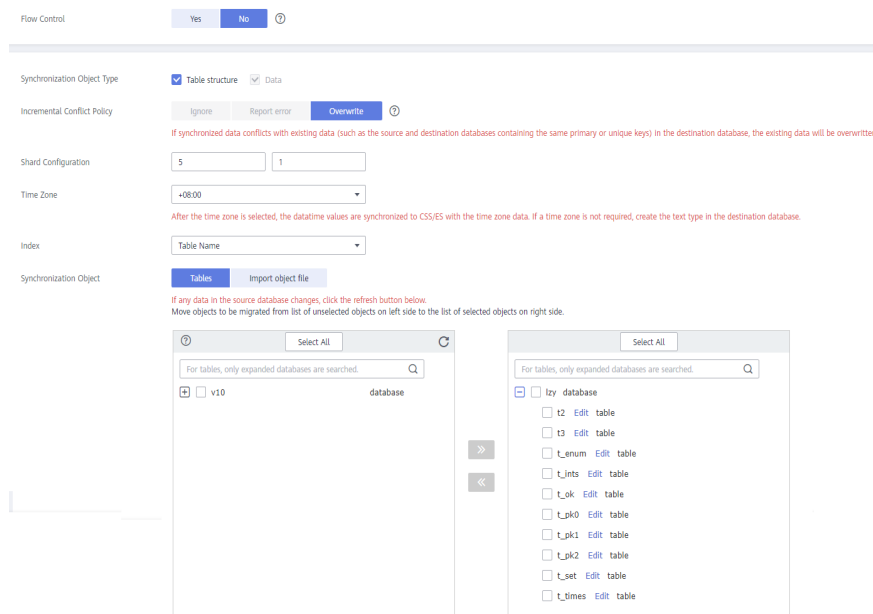 Flow Control Yes No
Synchronization Object Type Table structure Data
Incremental Conflict Policy Ignore Report error Overwrite
If synchronized data conflicts with existing data (such as the source and destination databases containing the same primary or unique keys) in the destination database, the existing data will be overwritten
Shard Configuration 5 1
Time Zone +08:00
After the time zone is selected, the datatime values are synchronized to CSS/ES with the time zone data. If a time zone is not required, create the text type in the destination database.
Index Table Name
Synchronization Object Tables Import object file
If any data in the source database changes, click the refresh button below.
Move objects to be migrated from list of unselected objects on left side to the list of selected objects on right side.
Select All
For tables, only expanded databases are searched.
v10 database
Select All
For tables, only expanded databases are searched.
lzy database
t2 Edit table
t3 Edit table
t_enum Edit table
t_ints Edit table
t_ok Edit table
t_pk0 Edit table
t_pk1 Edit table
t_pk2 Edit table
t_set Edit table
t_times Edit table